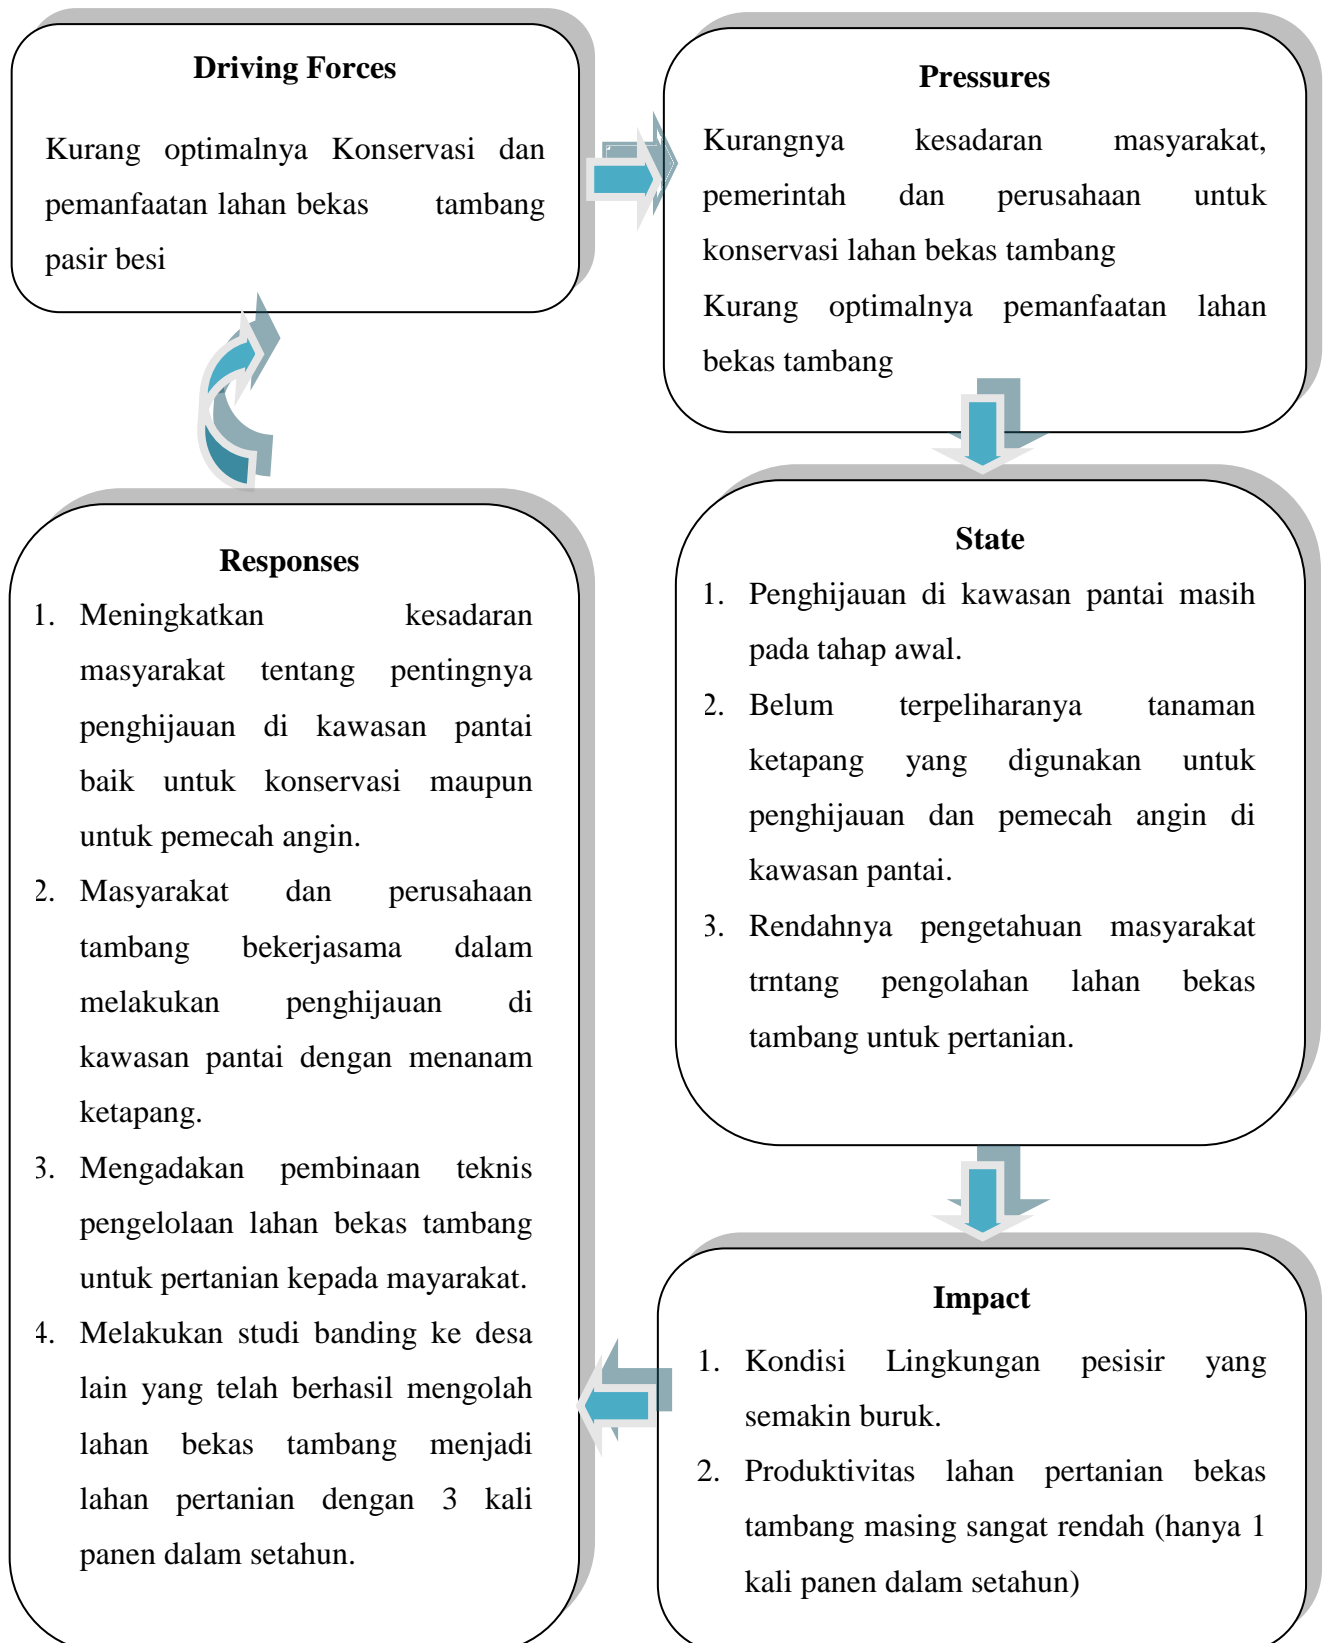 Driving Forces
Kurang optimalnya Konservasi dan
pemanfaatan lahan bekas tambang
pasir besi
Pressures
Kurangnya kesadaran masyarakat,
pemerintah dan perusahaan untuk
konservasi lahan bekas tambang
Kurang optimalnya pemanfaatan lahan
bekas tambang
State
1. Penghijauan di kawasan pantai masih
pada tahap awal.
2. Belum terpeliharanya tanaman
ketapang yang digunakan untuk
penghijauan dan pemecah angin di
kawasan pantai.
3. Rendahnya pengetahuan masyarakat
trntang pengolahan lahan bekas
tambang untuk pertanian.
Impact
1. Kondisi Lingkungan pesisir yang
semakin buruk.
2. Produktivitas lahan pertanian bekas
tambang masing sangat rendah (hanya 1
kali panen dalam setahun)
Responses
1. Meningkatkan kesadaran
masyarakat tentang pentingnya
penghijauan di kawasan pantai
baik untuk konservasi maupun
untuk pemecah angin.
2. Masyarakat dan perusahaan
tambang bekerjasama dalam
melakukan penghijauan di
kawasan pantai dengan menanam
ketapang.
3. Mengadakan pembinaan teknis
pengelolaan lahan bekas tambang
untuk pertanian kepada mayarakat.
4. Melakukan studi banding ke desa
lain yang telah berhasil mengolah
lahan bekas tambang menjadi
lahan pertanian dengan 3 kali
panen dalam setahun.